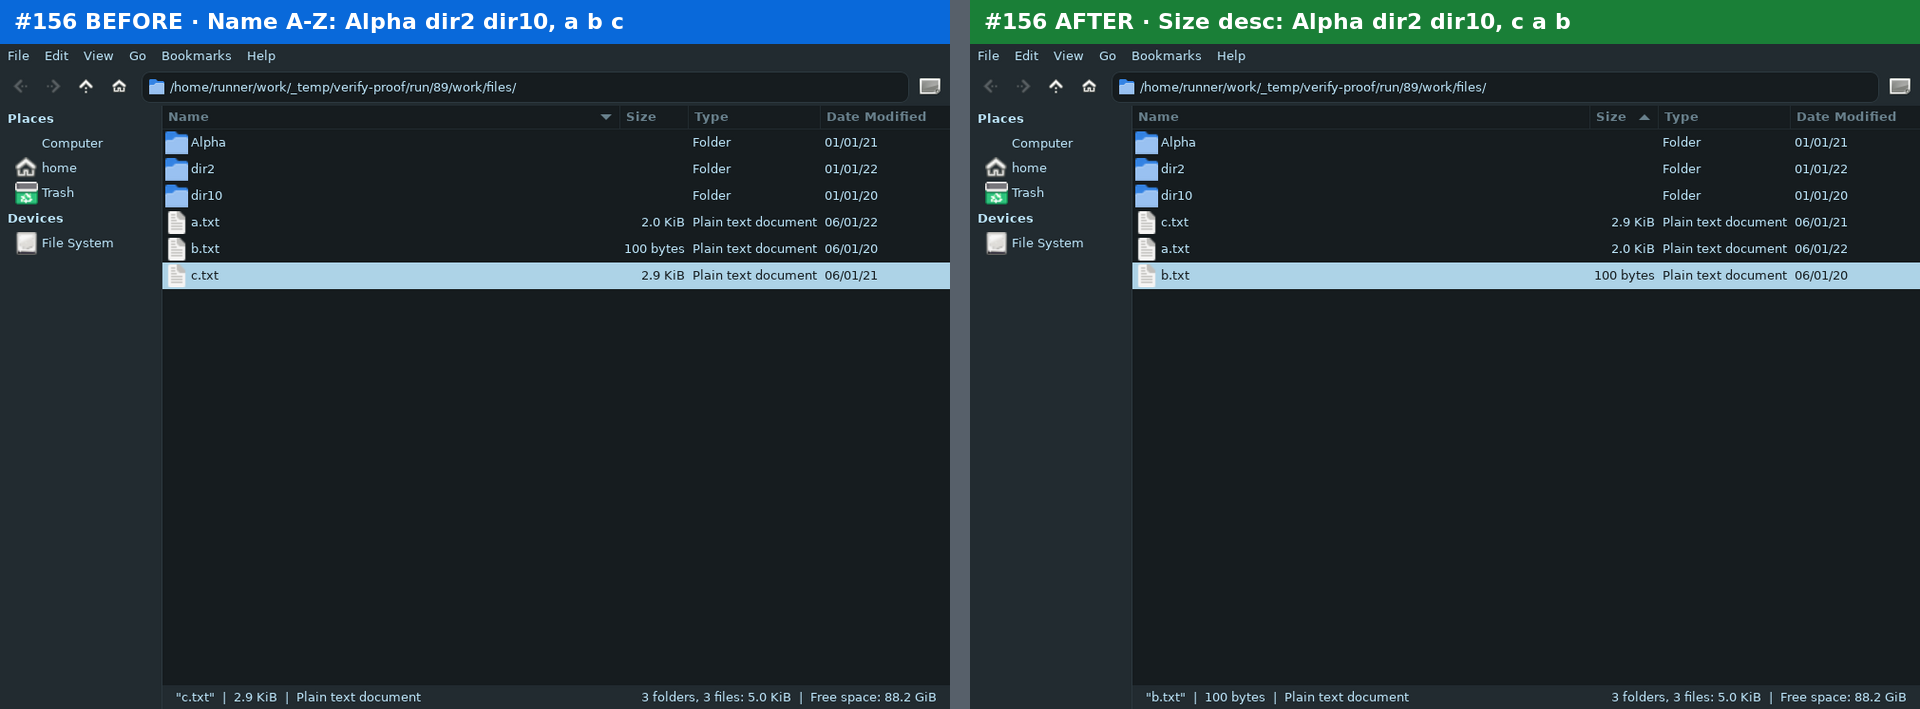 #156 BEFORE · Name A-Z: Alpha dir2 dir10, a b c
File Edit View Go Bookmarks Help
/home/runner/work/_temp/verify-proof/run/89/work/files/
Places
Computer
home
Trash
Devices
File System
Name Size Type Date Modified
Alpha Folder 01/01/21
dir2 Folder 01/01/22
dir10 Folder 01/01/20
a.txt 2.0 KiB Plain text document 06/01/22
b.txt 100 bytes Plain text document 06/01/20
c.txt 2.9 KiB Plain text document 06/01/21
"c.txt" | 2.9 KiB | Plain text document 3 folders, 3 files: 5.0 KiB | Free space: 88.2 GiB
#156 AFTER · Size desc: Alpha dir2 dir10, c a b
File Edit View Go Bookmarks Help
/home/runner/work/_temp/verify-proof/run/89/work/files/
Places
Computer
home
Trash
Devices
File System
Name Size Type Date Modified
Alpha Folder 01/01/21
dir2 Folder 01/01/22
dir10 Folder 01/01/20
c.txt 2.9 KiB Plain text document 06/01/21
a.txt 2.0 KiB Plain text document 06/01/22
b.txt 100 bytes Plain text document 06/01/20
"b.txt" | 100 bytes | Plain text document 3 folders, 3 files: 5.0 KiB | Free space: 88.2 GiB